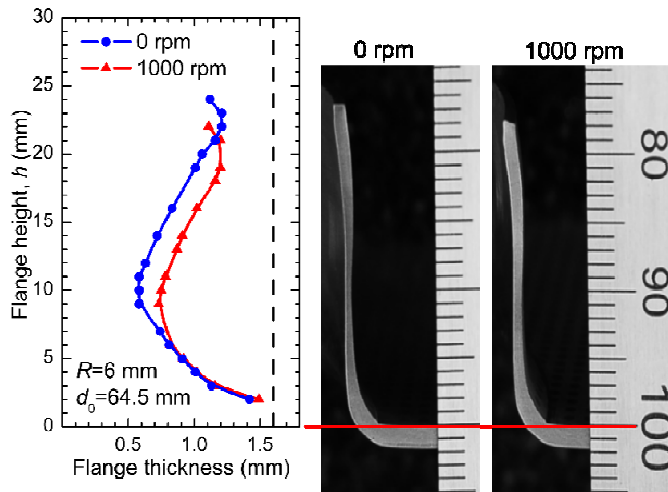 30
25
20
15
10
5
0
Flange height, h (mm)
0 rpm
1000 rpm
R=6 mm
d₀=64.5 mm
0.5
1.0
1.5
Flange thickness (mm)
0 rpm
1000 rpm
80
90
100